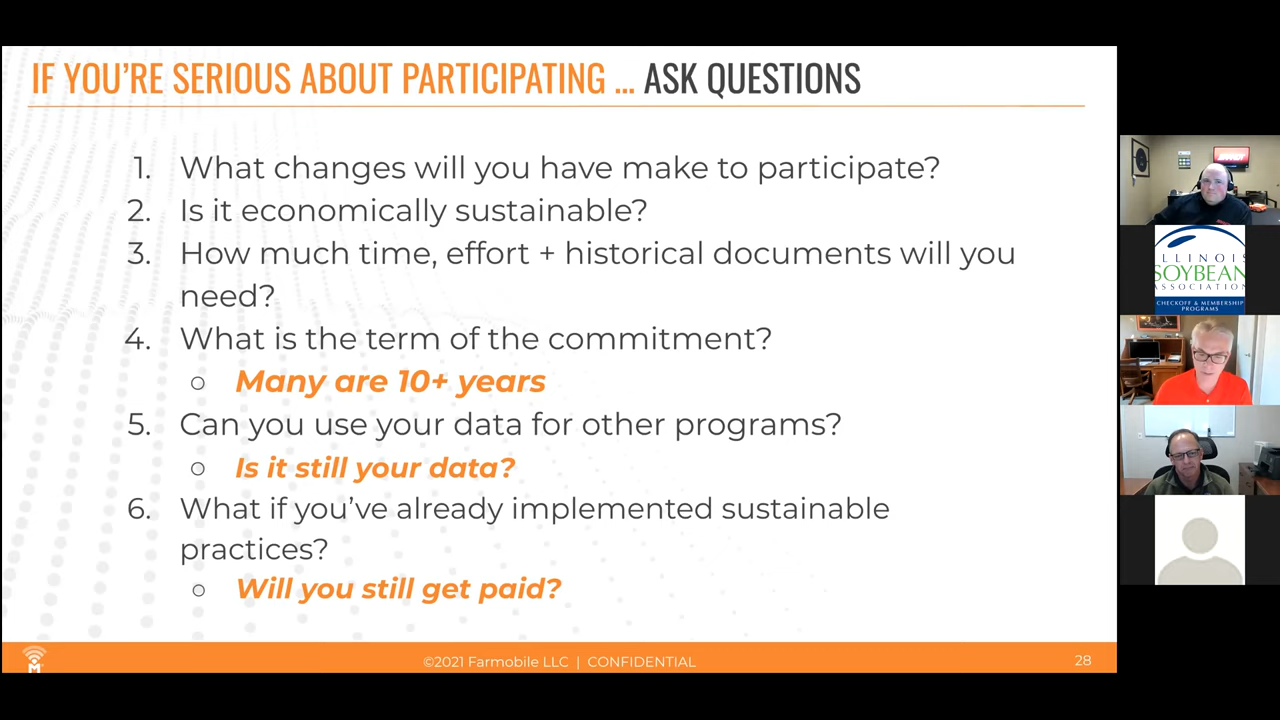 IF YOU'RE SERIOUS ABOUT PARTICIPATING ... ASK QUESTIONS
1. What changes will you have make to participate?
2. Is it economically sustainable?
3. How much time, effort + historical documents will you
need?
4. What is the term of the commitment?
○ Many are 10+ years
5. Can you use your data for other programs?
○ Is it still your data?
6. What if you've already implemented sustainable
practices?
○ Will you still get paid?
©2021 Farmobile LLC | CONFIDENTIAL
28
ILLINOIS
SOYBEAN
ASSOCIATION
CHECKOFF & MEMBERSHIP
PROGRAMS